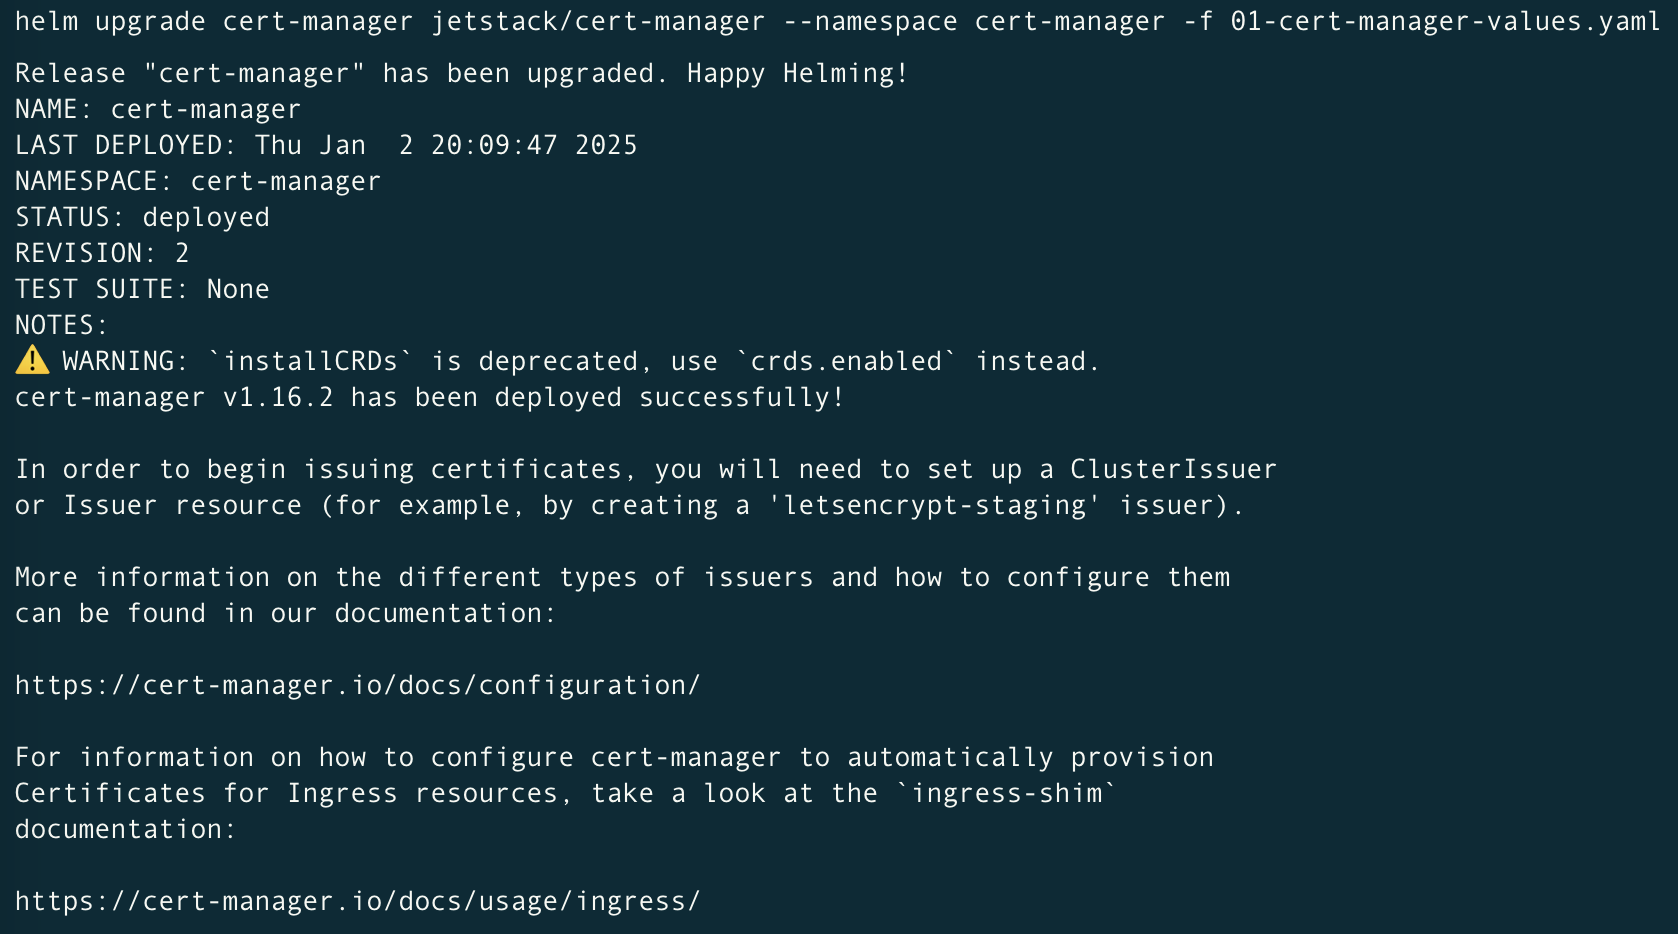 helm upgrade cert-manager jetstack/cert-manager --namespace cert-manager -f 01-cert-manager-values.yaml
Release "cert-manager" has been upgraded. Happy Helming!
NAME: cert-manager
LAST DEPLOYED: Thu Jan  2 20:09:47 2025
NAMESPACE: cert-manager
STATUS: deployed
REVISION: 2
TEST SUITE: None
NOTES:
⚠️ WARNING: `installCRDs` is deprecated, use `crds.enabled` instead.
cert-manager v1.16.2 has been deployed successfully!
In order to begin issuing certificates, you will need to set up a ClusterIssuer
or Issuer resource (for example, by creating a 'letsencrypt-staging' issuer).
More information on the different types of issuers and how to configure them
can be found in our documentation:
https://cert-manager.io/docs/configuration/
For information on how to configure cert-manager to automatically provision
Certificates for Ingress resources, take a look at the `ingress-shim`
documentation:
https://cert-manager.io/docs/usage/ingress/